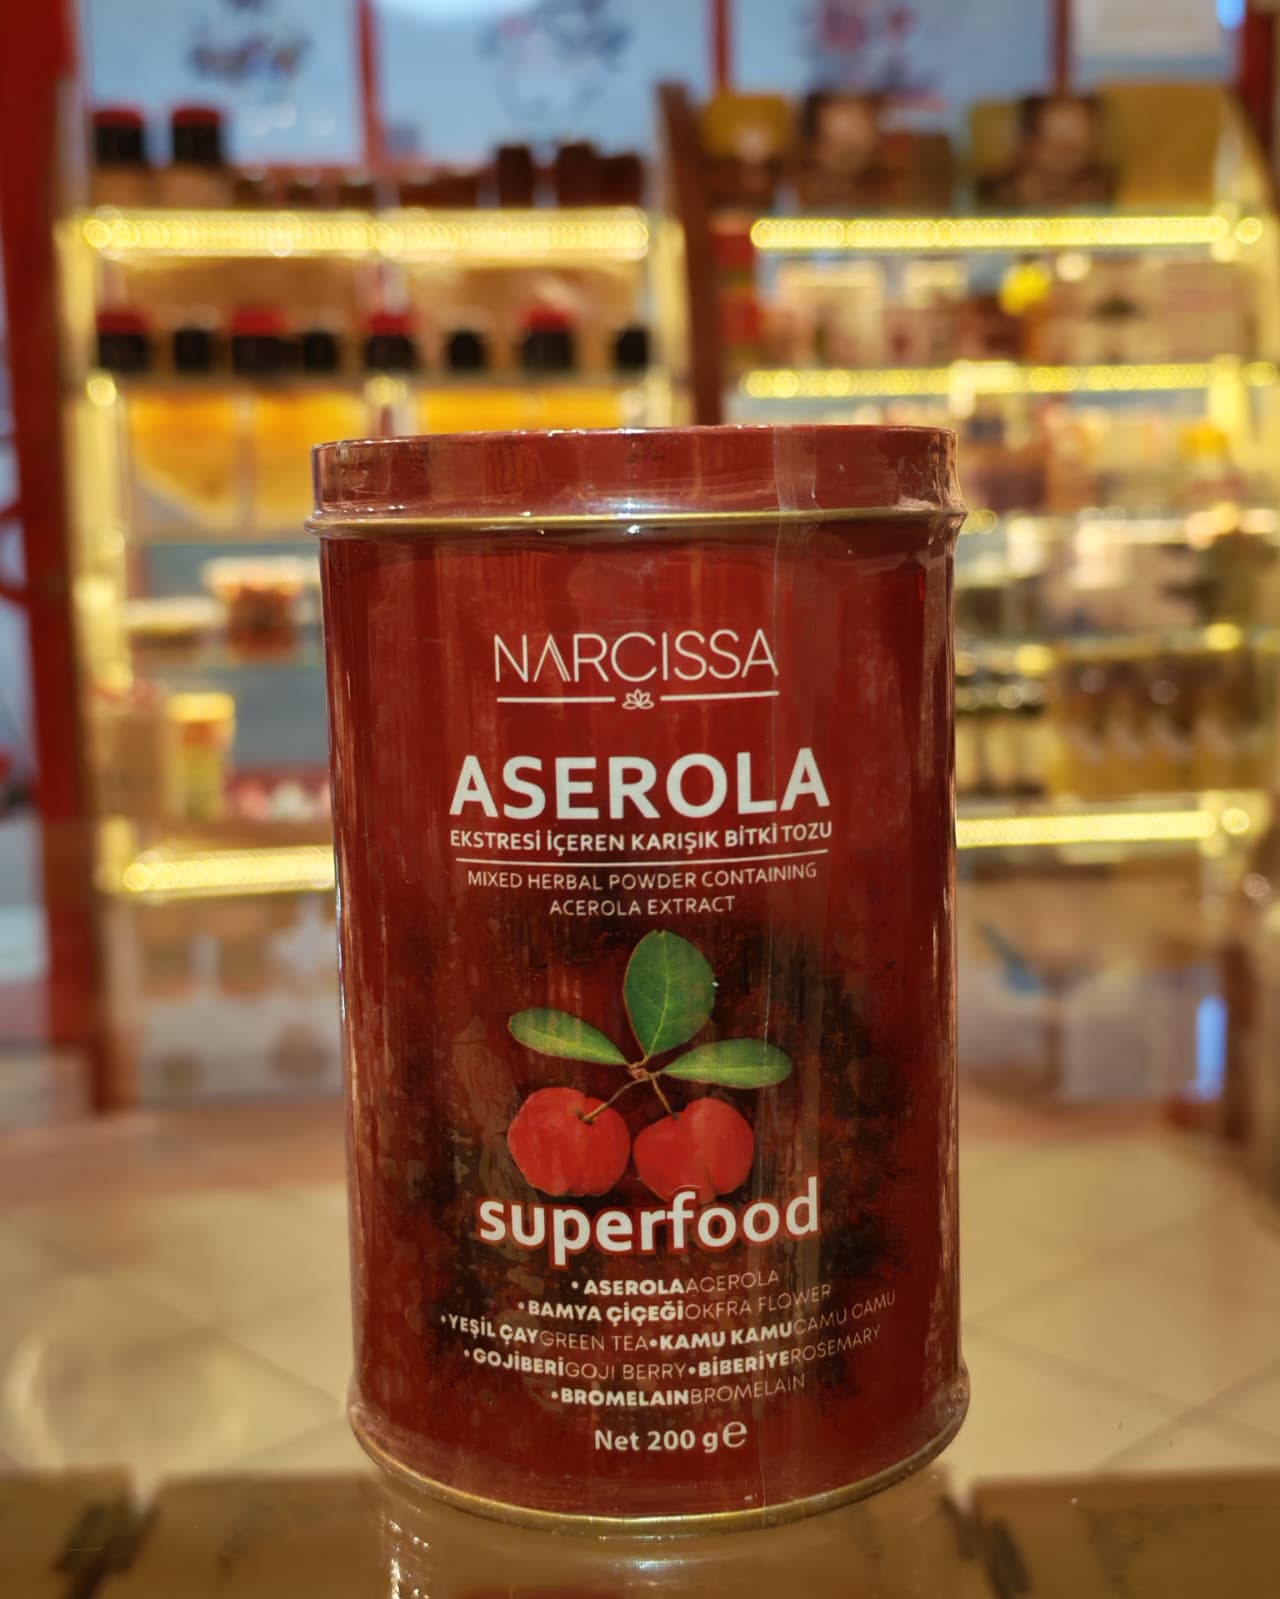 NARCISSA
ASEROLA
EKSTRESİ İÇEREN KARIŞIK BİTKİ TOZU
MIXED HERBAL POWDER CONTAINING
ACEROLA EXTRACT
superfood
•ASEROLA ACEROLA
•BAMYA ÇİÇEĞİ OKFRA FLOWER
•YEŞİL ÇAY GREEN TEA •KAMU KAMU CAMU CAMU
•GOJİBERİ GOJI BERRY •BİBERİYE ROSEMARY
•BROMELAIN BROMELAIN
Net 200 g e